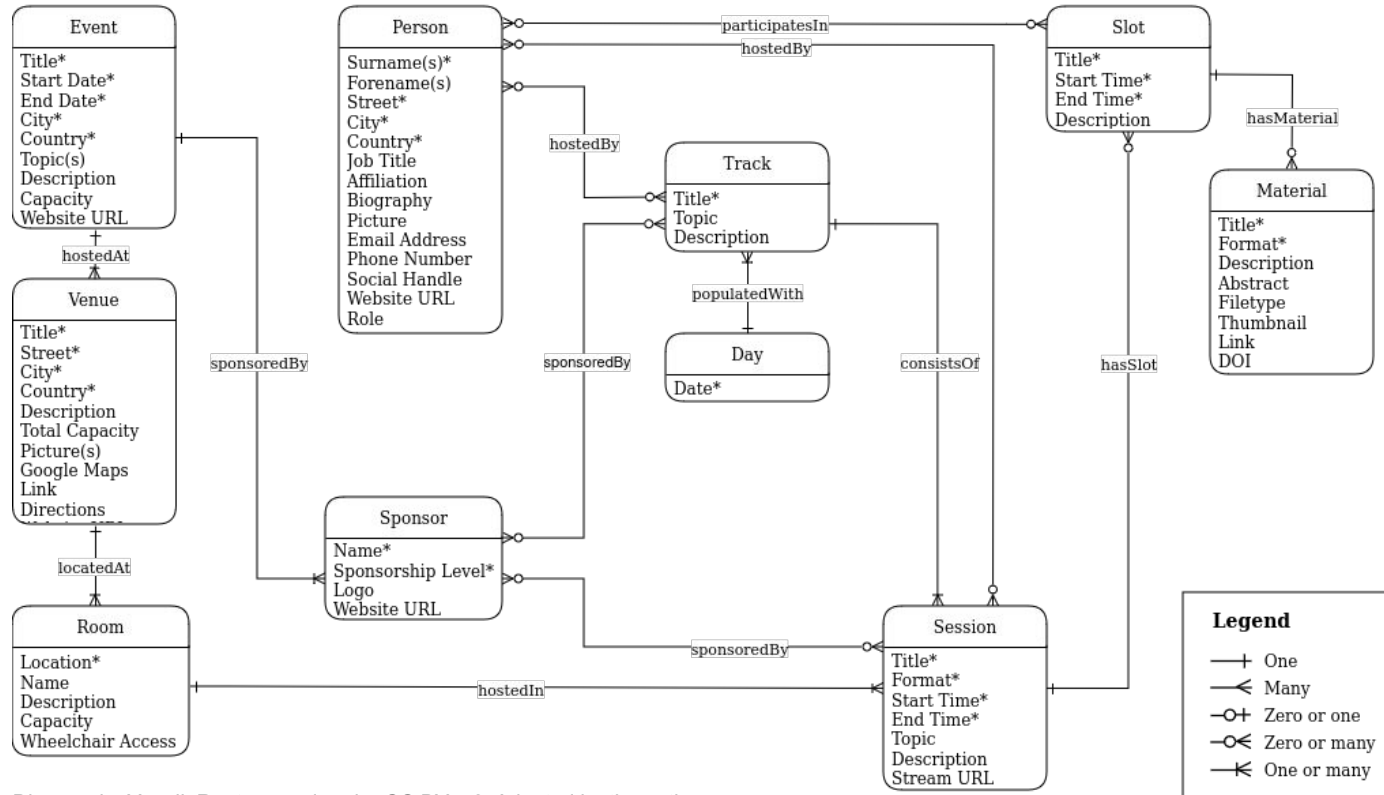 Event
Title*
Start Date*
End Date*
City*
Country*
Topic(s)
Description
Capacity
Website URL
hostedAt
Venue
Title*
Street*
City*
Country*
Description
Total Capacity
Picture(s)
Google Maps
Link
Directions
locatedAt
Room
Location*
Name
Description
Capacity
Wheelchair Access
Person
Surname(s)*
Forename(s)
Street*
City*
Country*
Job Title
Affiliation
Biography
Picture
Email Address
Phone Number
Social Handle
Website URL
Role
participatesIn
hostedBy
hostedBy
Track
Title*
Topic
Description
populatedWith
Day
Date*
sponsoredBy
sponsoredBy
consistsOf
hasSlot
Sponsor
Name*
Sponsorship Level*
Logo
Website URL
sponsoredBy
hostedIn
Session
Title*
Format*
Start Time*
End Time*
Topic
Description
Stream URL
Slot
Title*
Start Time*
End Time*
Description
hasMaterial
Material
Title*
Format*
Description
Abstract
Filetype
Thumbnail
Link
DOI
Legend
One
Many
Zero or one
Zero or many
One or many